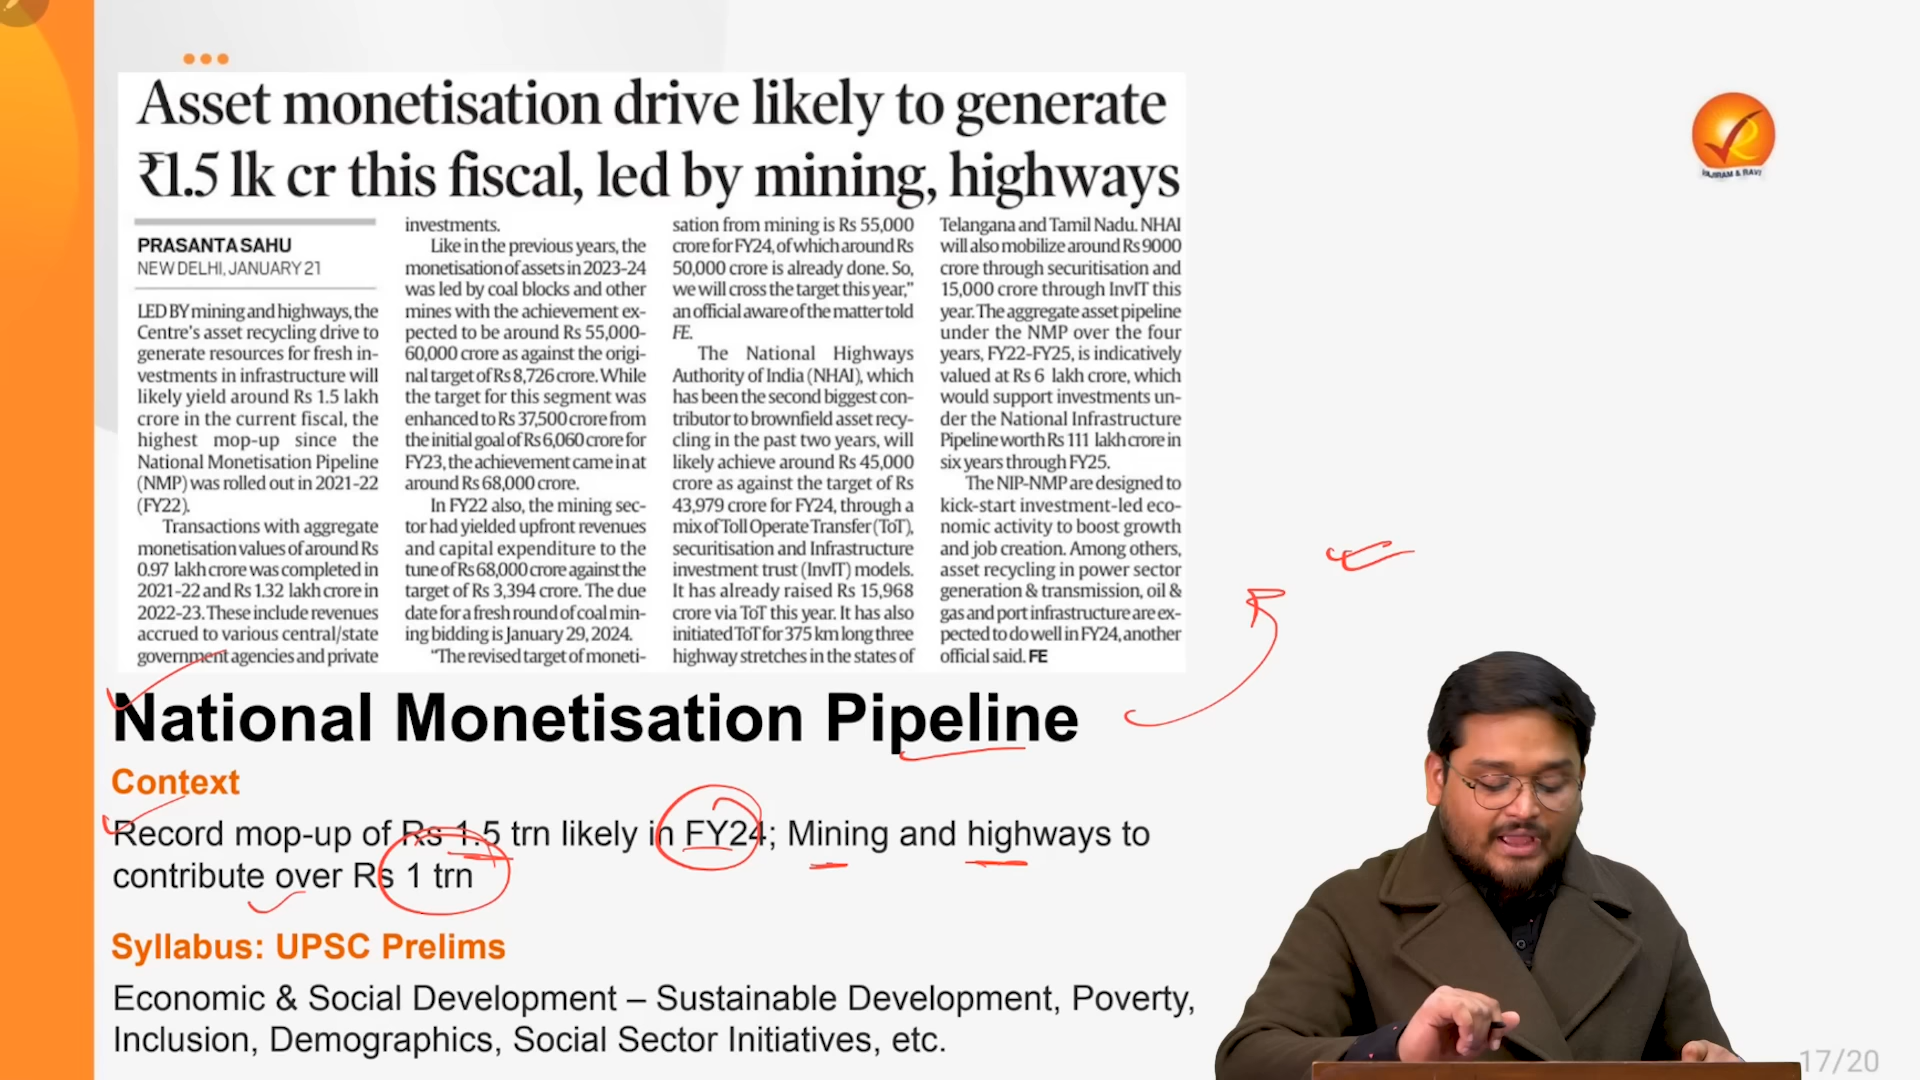 Asset monetisation drive likely to generate
₹1.5 lk cr this fiscal, led by mining, highways
PRASANTA SAHU
NEW DELHI, JANUARY 21
LED BY mining and highways, the
Centre's asset recycling drive to
generate resources for fresh in-
vestments in infrastructure will
likely yield around Rs 1.5 lakh
crore in the current fiscal, the
highest mop-up since the
National Monetisation Pipeline
(NMP) was rolled out in 2021-22
(FY22).
Transactions with aggregate
monetisation values of around Rs
0.97 lakh crore was completed in
2021-22 and Rs 1.32 lakh crore in
2022-23. These include revenues
accrued to various central/state
government agencies and private
investments.
Like in the previous years, the
monetisation of assets in 2023-24
was led by coal blocks and other
mines with the achievement ex-
pected to be around Rs 55,000-
60,000 crore as against the origi-
nal target of Rs 8,726 crore. While
the target for this segment was
enhanced to Rs 37,500 crore from
the initial goal of Rs 6,060 crore for
FY23, the achievement came in at
around Rs 68,000 crore.
In FY22 also, the mining sec-
tor had yielded upfront revenues
and capital expenditure to the
tune of Rs 68,000 crore against the
target of Rs 3,394 crore. The due
date for a fresh round of coal min-
ing bidding is January 29, 2024.
"The revised target of moneti-
sation from mining is Rs 55,000
crore for FY24, of which around Rs
50,000 crore is already done. So,
we will cross the target this year,"
an official aware of the matter told
FE.
The National Highways
Authority of India (NHAI), which
has been the second biggest con-
tributor to brownfield asset recy-
cling in the past two years, will
likely achieve around Rs 45,000
crore as against the target of Rs
43,979 crore for FY24, through a
mix of Toll Operate Transfer (ToT),
securitisation and Infrastructure
investment trust (InvIT) models.
It has already raised Rs 15,968
crore via ToT this year. It has also
initiated ToT for 375 km long three
highway stretches in the states of
Telangana and Tamil Nadu. NHAI
will also mobilize around Rs 9000
crore through securitisation and
15,000 crore through InvIT this
year. The aggregate asset pipeline
under the NMP over the four
years, FY22-FY25, is indicatively
valued at Rs 6 lakh crore, which
would support investments un-
der the National Infrastructure
Pipeline worth Rs 111 lakh crore in
six years through FY25.
The NIP-NMP are designed to
kick-start investment-led eco-
nomic activity to boost growth
and job creation. Among others,
asset recycling in power sector
generation & transmission, oil &
gas and port infrastructure are ex-
pected to do well in FY24, another
official said. FE
VAJIRAM & RAVI
National Monetisation Pipeline
Context
Record mop-up of Rs 1.5 trn likely in FY24; Mining and highways to
contribute over Rs 1 trn
Syllabus: UPSC Prelims
Economic & Social Development – Sustainable Development, Poverty,
Inclusion, Demographics, Social Sector Initiatives, etc.
17/20